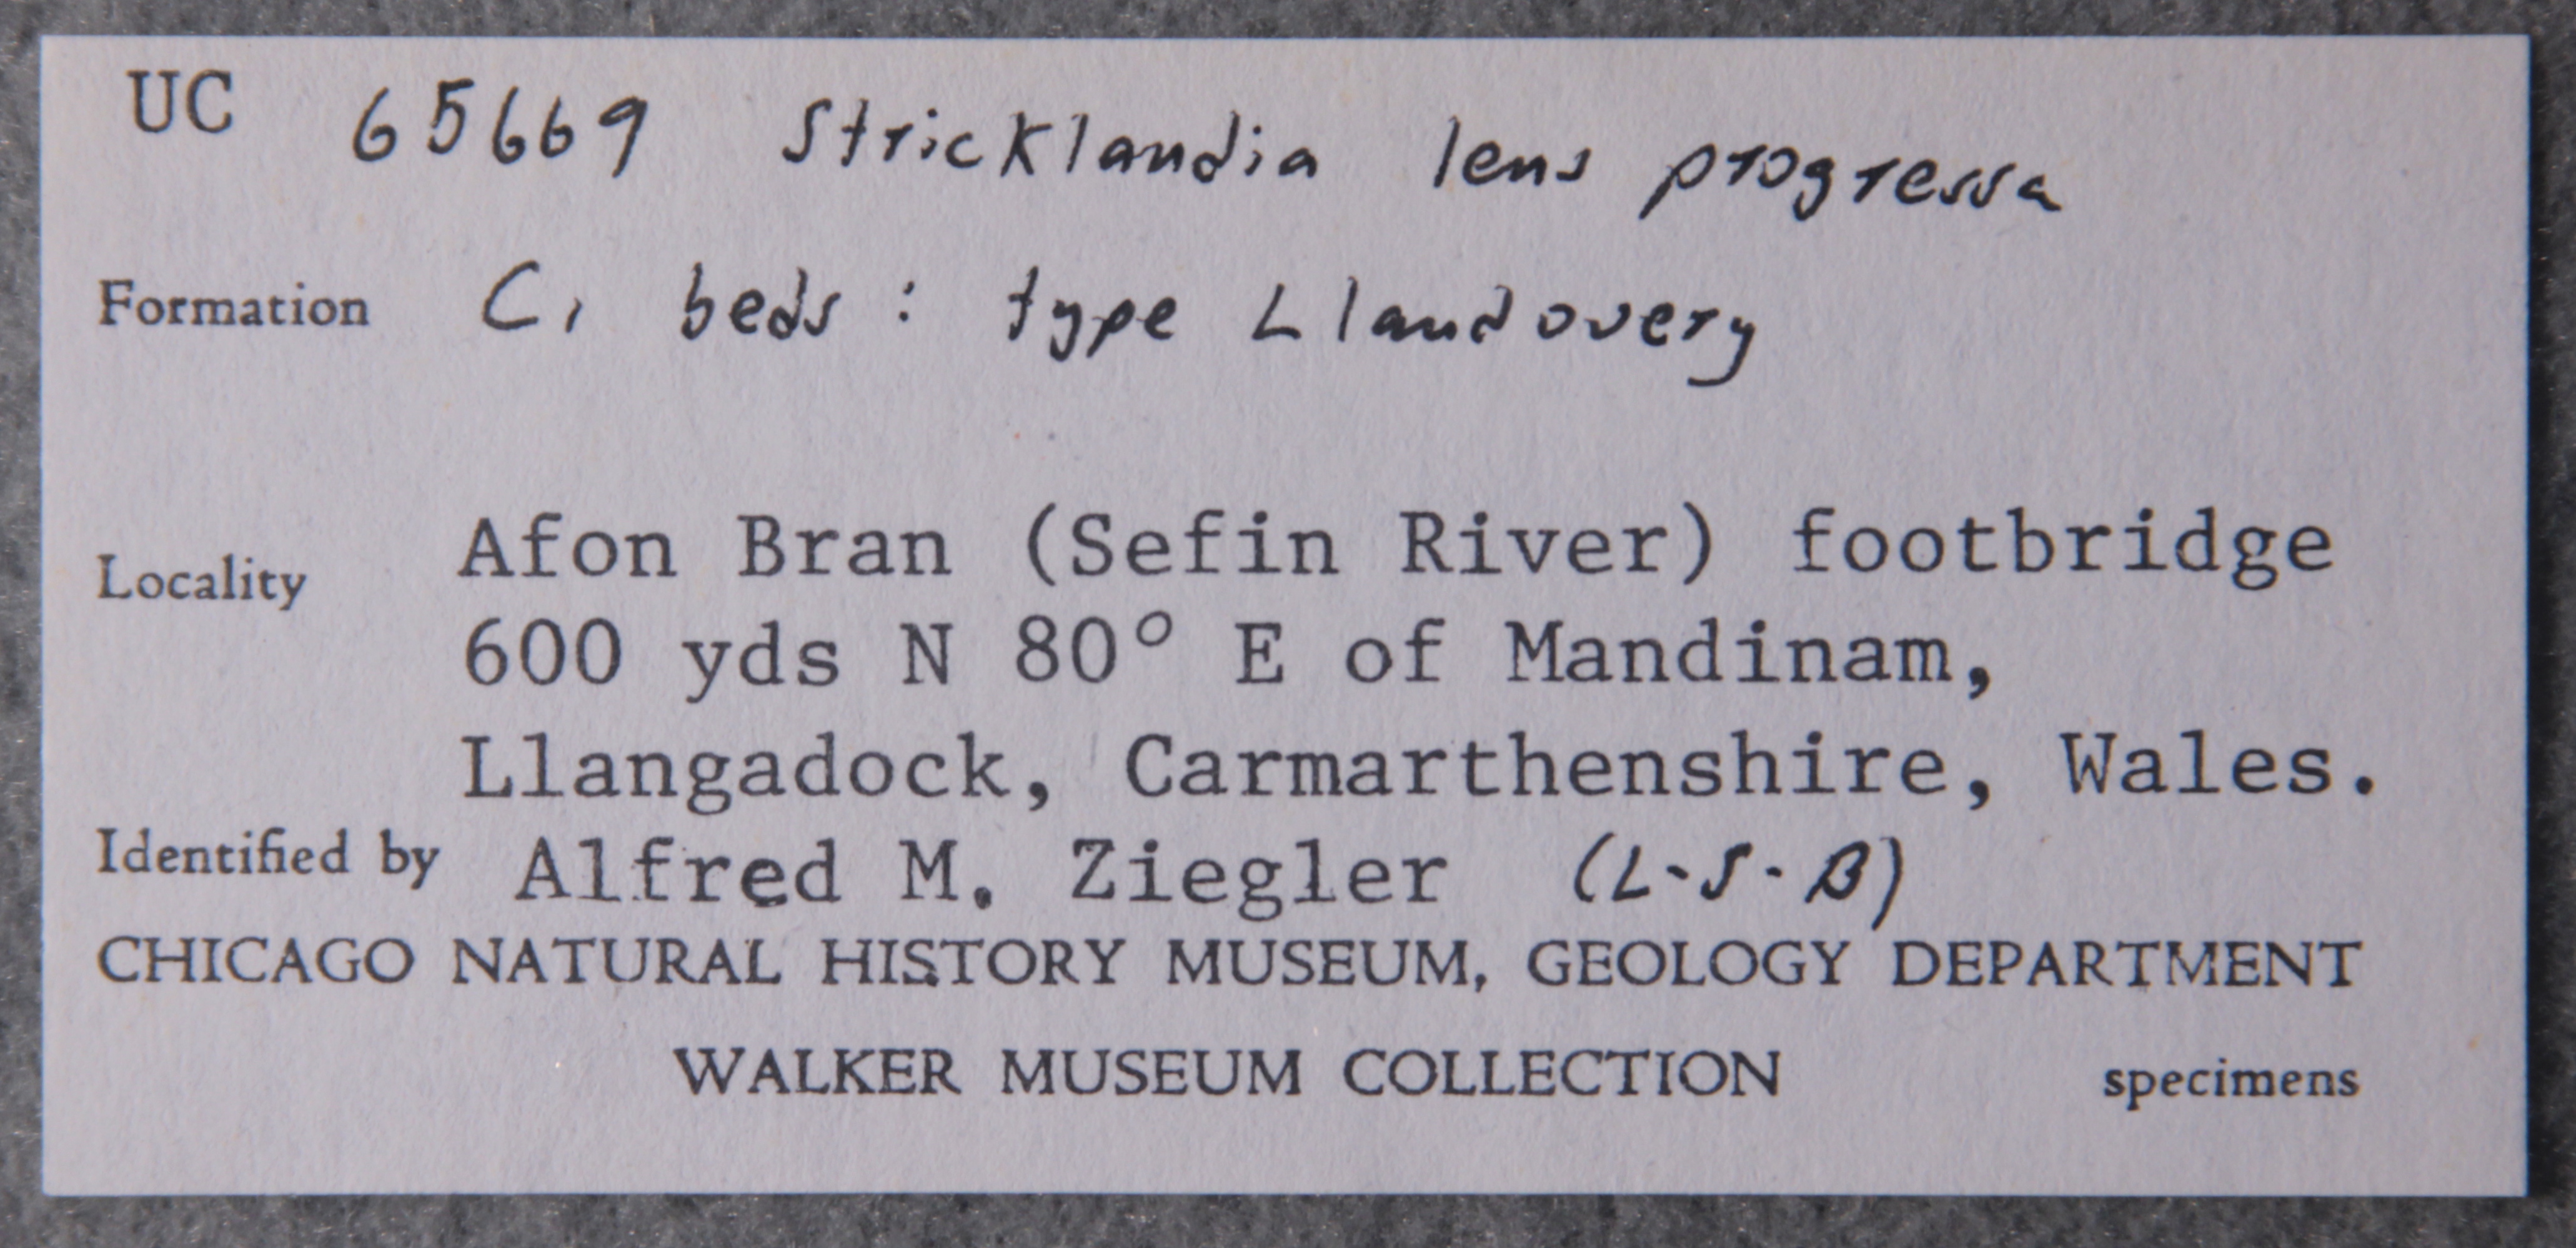 UC 65669 Stricklandia lens progressa
Formation C₁ beds : type Llandovery
Locality Afon Bran (Sefin River) footbridge
600 yds N 80° E of Mandinam,
Llangadock, Carmarthenshire, Wales.
Identified by Alfred M. Ziegler (L-S-B)
CHICAGO NATURAL HISTORY MUSEUM, GEOLOGY DEPARTMENT
WALKER MUSEUM COLLECTION specimens